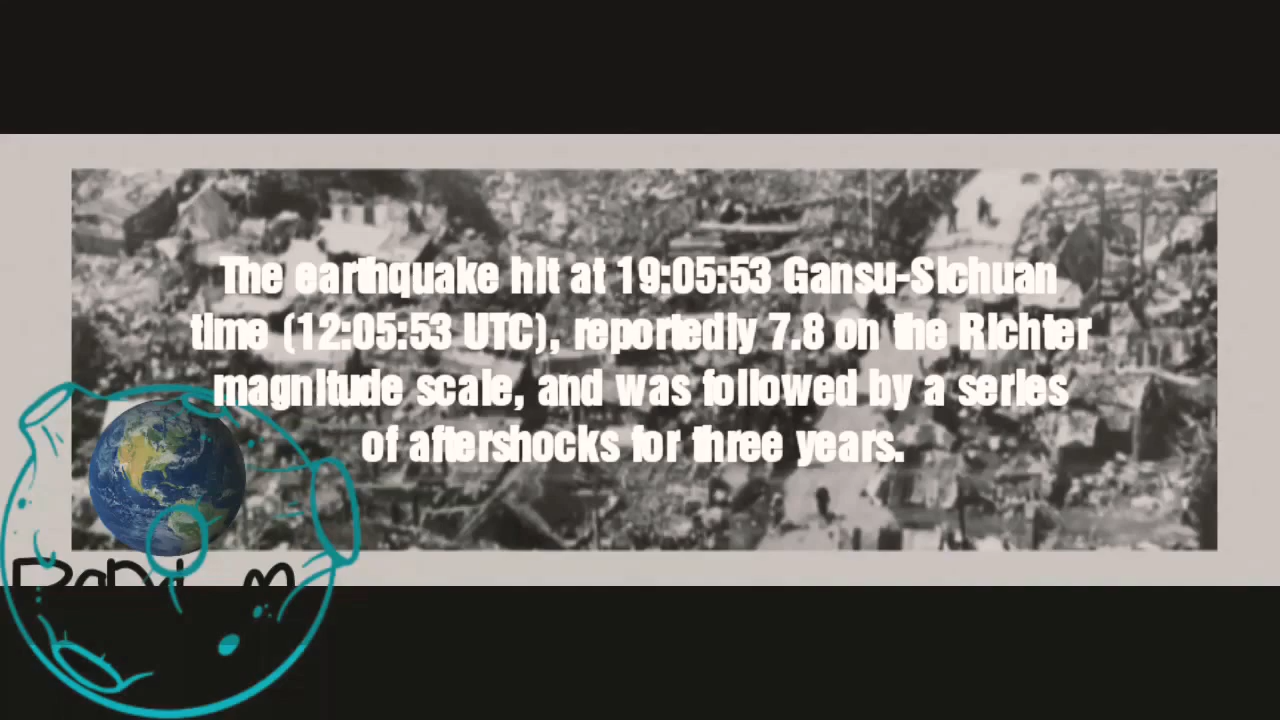 The earthquake hit at 19:05:53 Gansu-Sichuan
time (12:05:53 UTC), reportedly 7.8 on the Richter
magnitude scale, and was followed by a series
of aftershocks for three years.